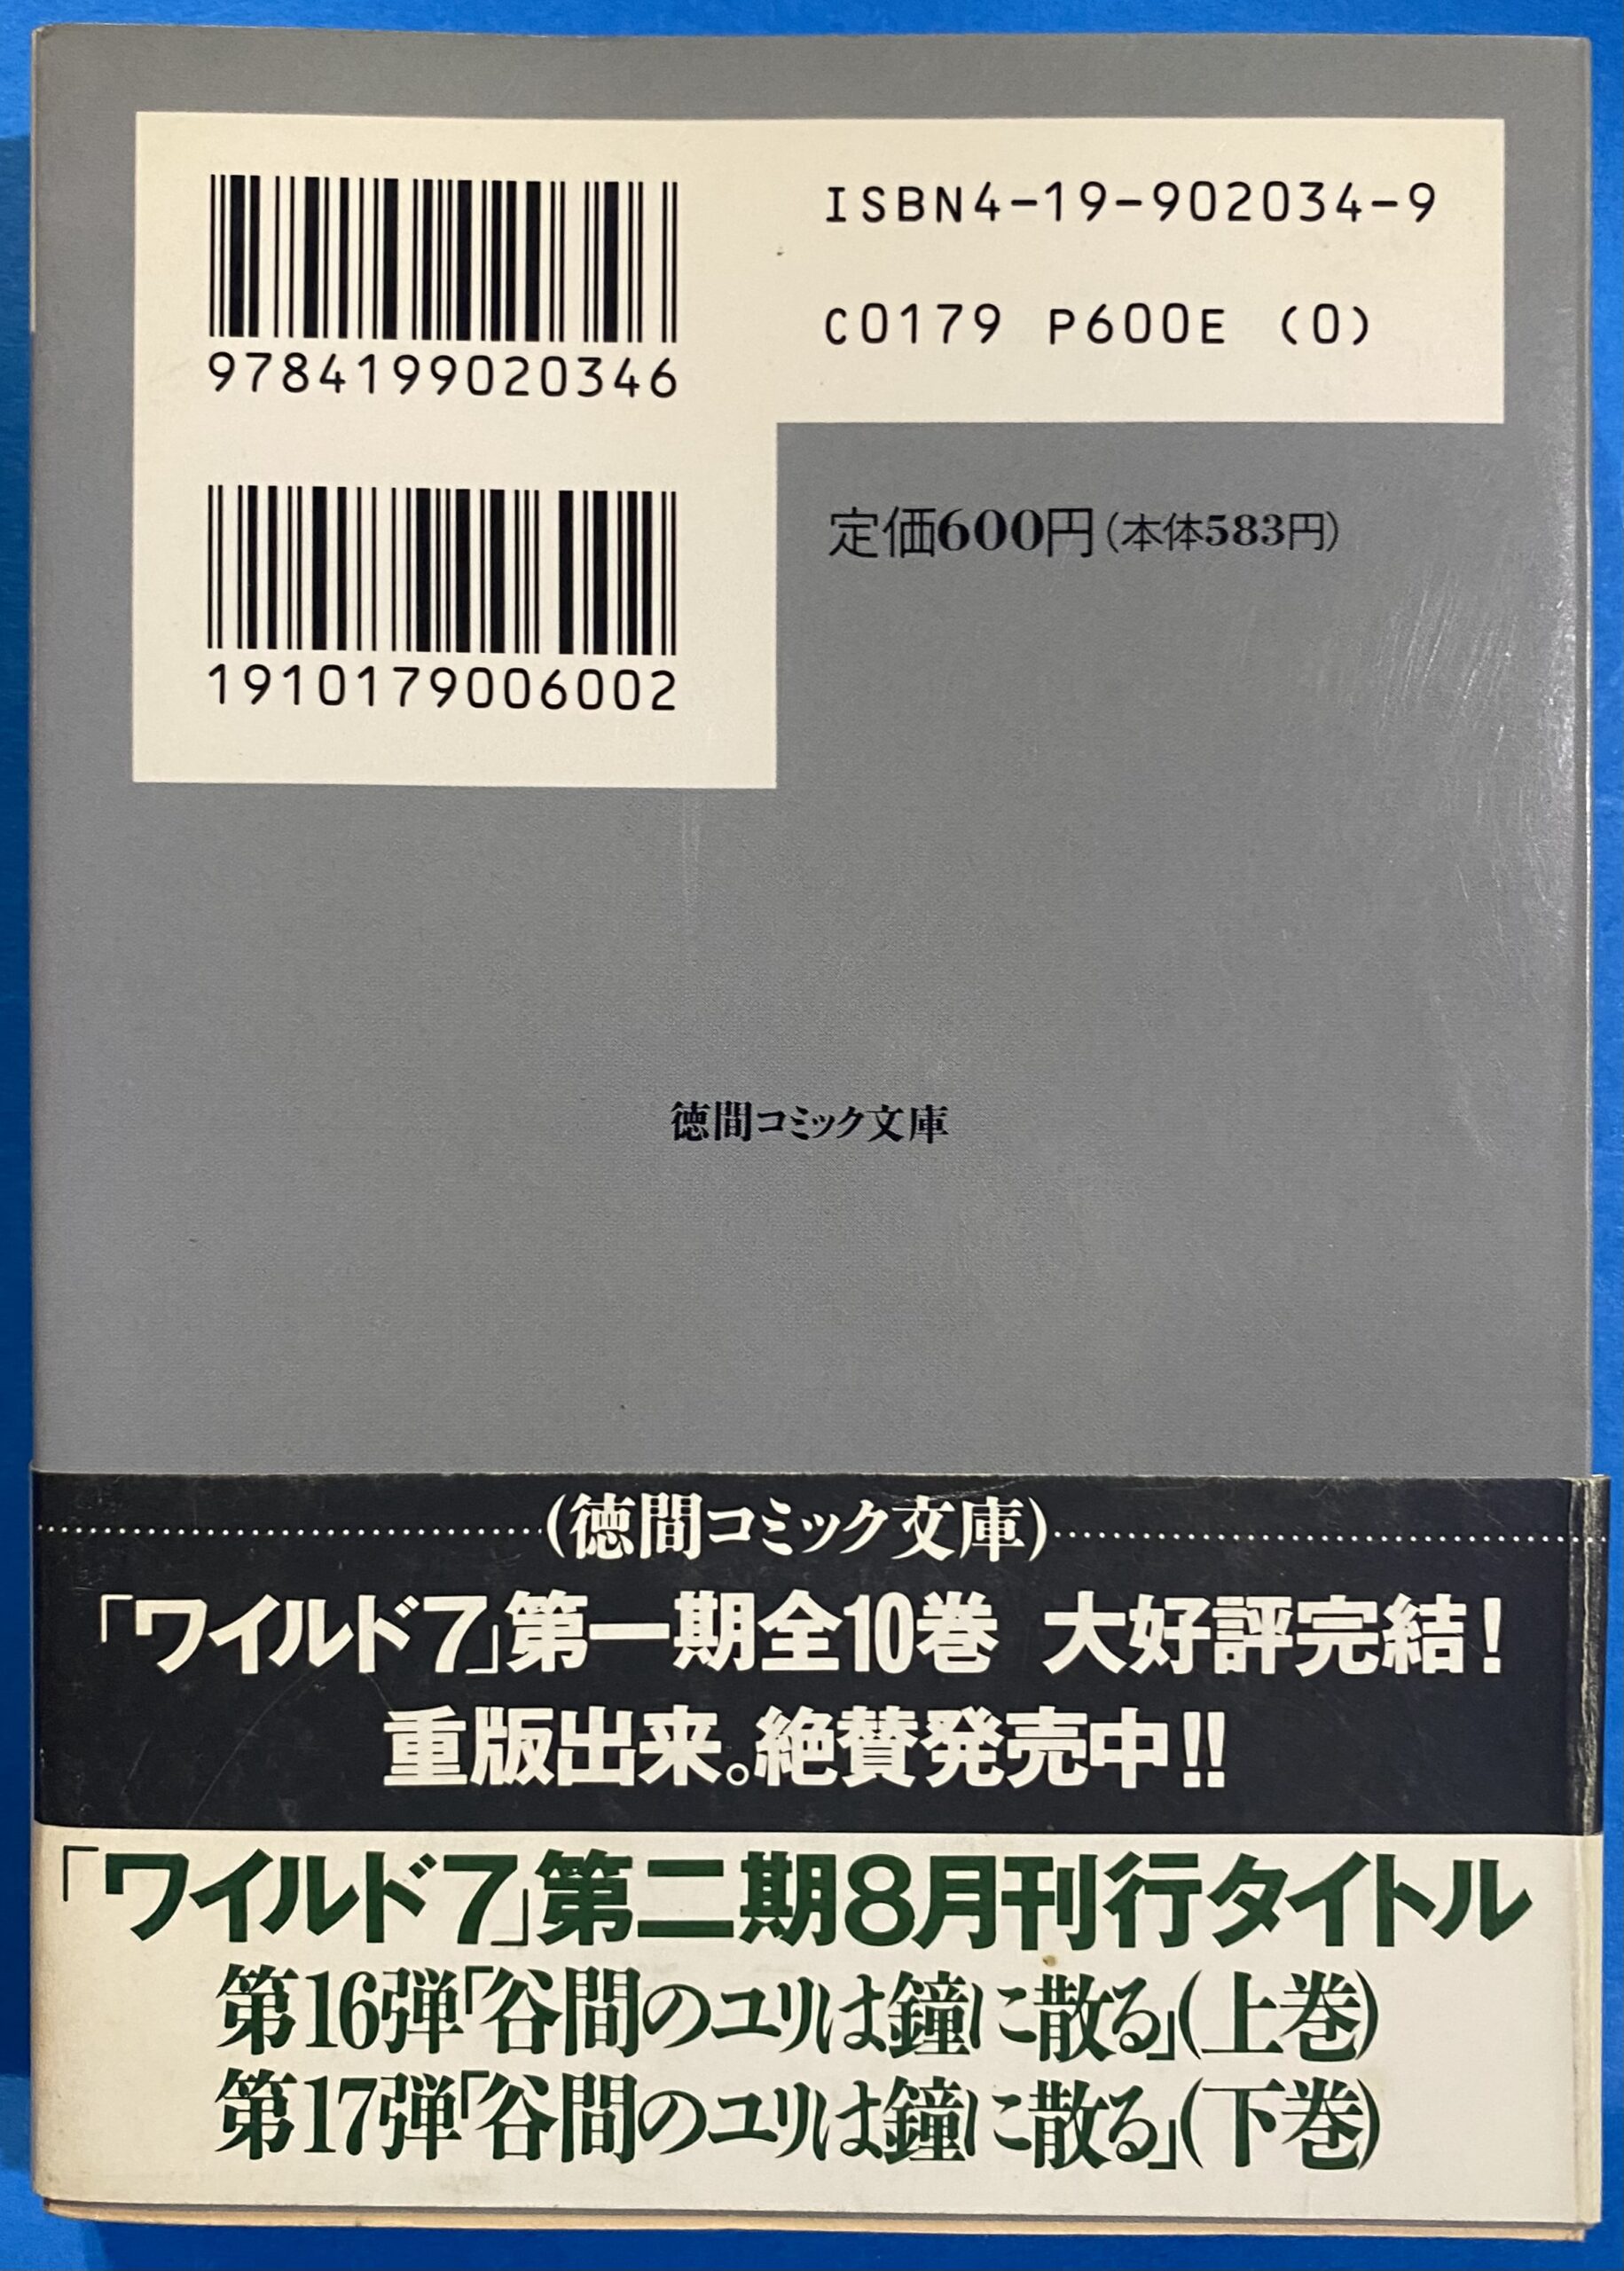 ISBN4-19-902034-9
9784199020346
C0179 P600E (0)
1910179006002
定価600円(本体583円)
徳間コミック文庫
(徳間コミック文庫)
「ワイルド7」第一期全10巻 大好評完結!
重版出来。絶賛発売中!!
「ワイルド7」第二期8月刊行タイトル
第16弾「谷間のユリは鐘に散る」(上巻)
第17弾「谷間のユリは鐘に散る」(下巻)